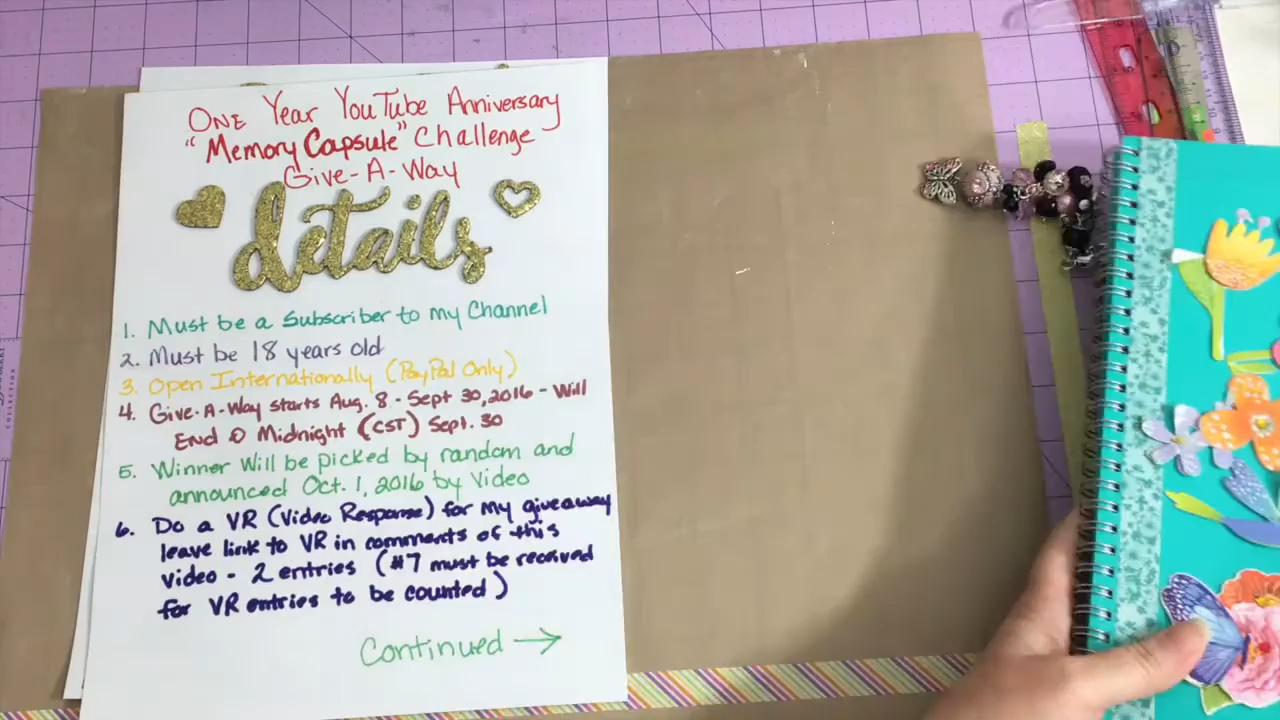 One Year YouTube Anniversary
"Memory Capsule" Challenge
Give-A-Way
details
1. Must be a Subscriber to my Channel
2. Must be 18 years old
3. Open Internationally (PayPal Only)
4. Give-A-Way starts Aug. 8 - Sept 30, 2016 - Will
End @ Midnight (CST) Sept. 30
5. Winner Will be picked by random and
announced Oct. 1, 2016 by Video
6. Do a VR (Video Response) for my giveaway
leave link to VR in comments of this
video - 2 entries (#7 must be received
for VR entries to be counted)
Continued →
COLLECTION